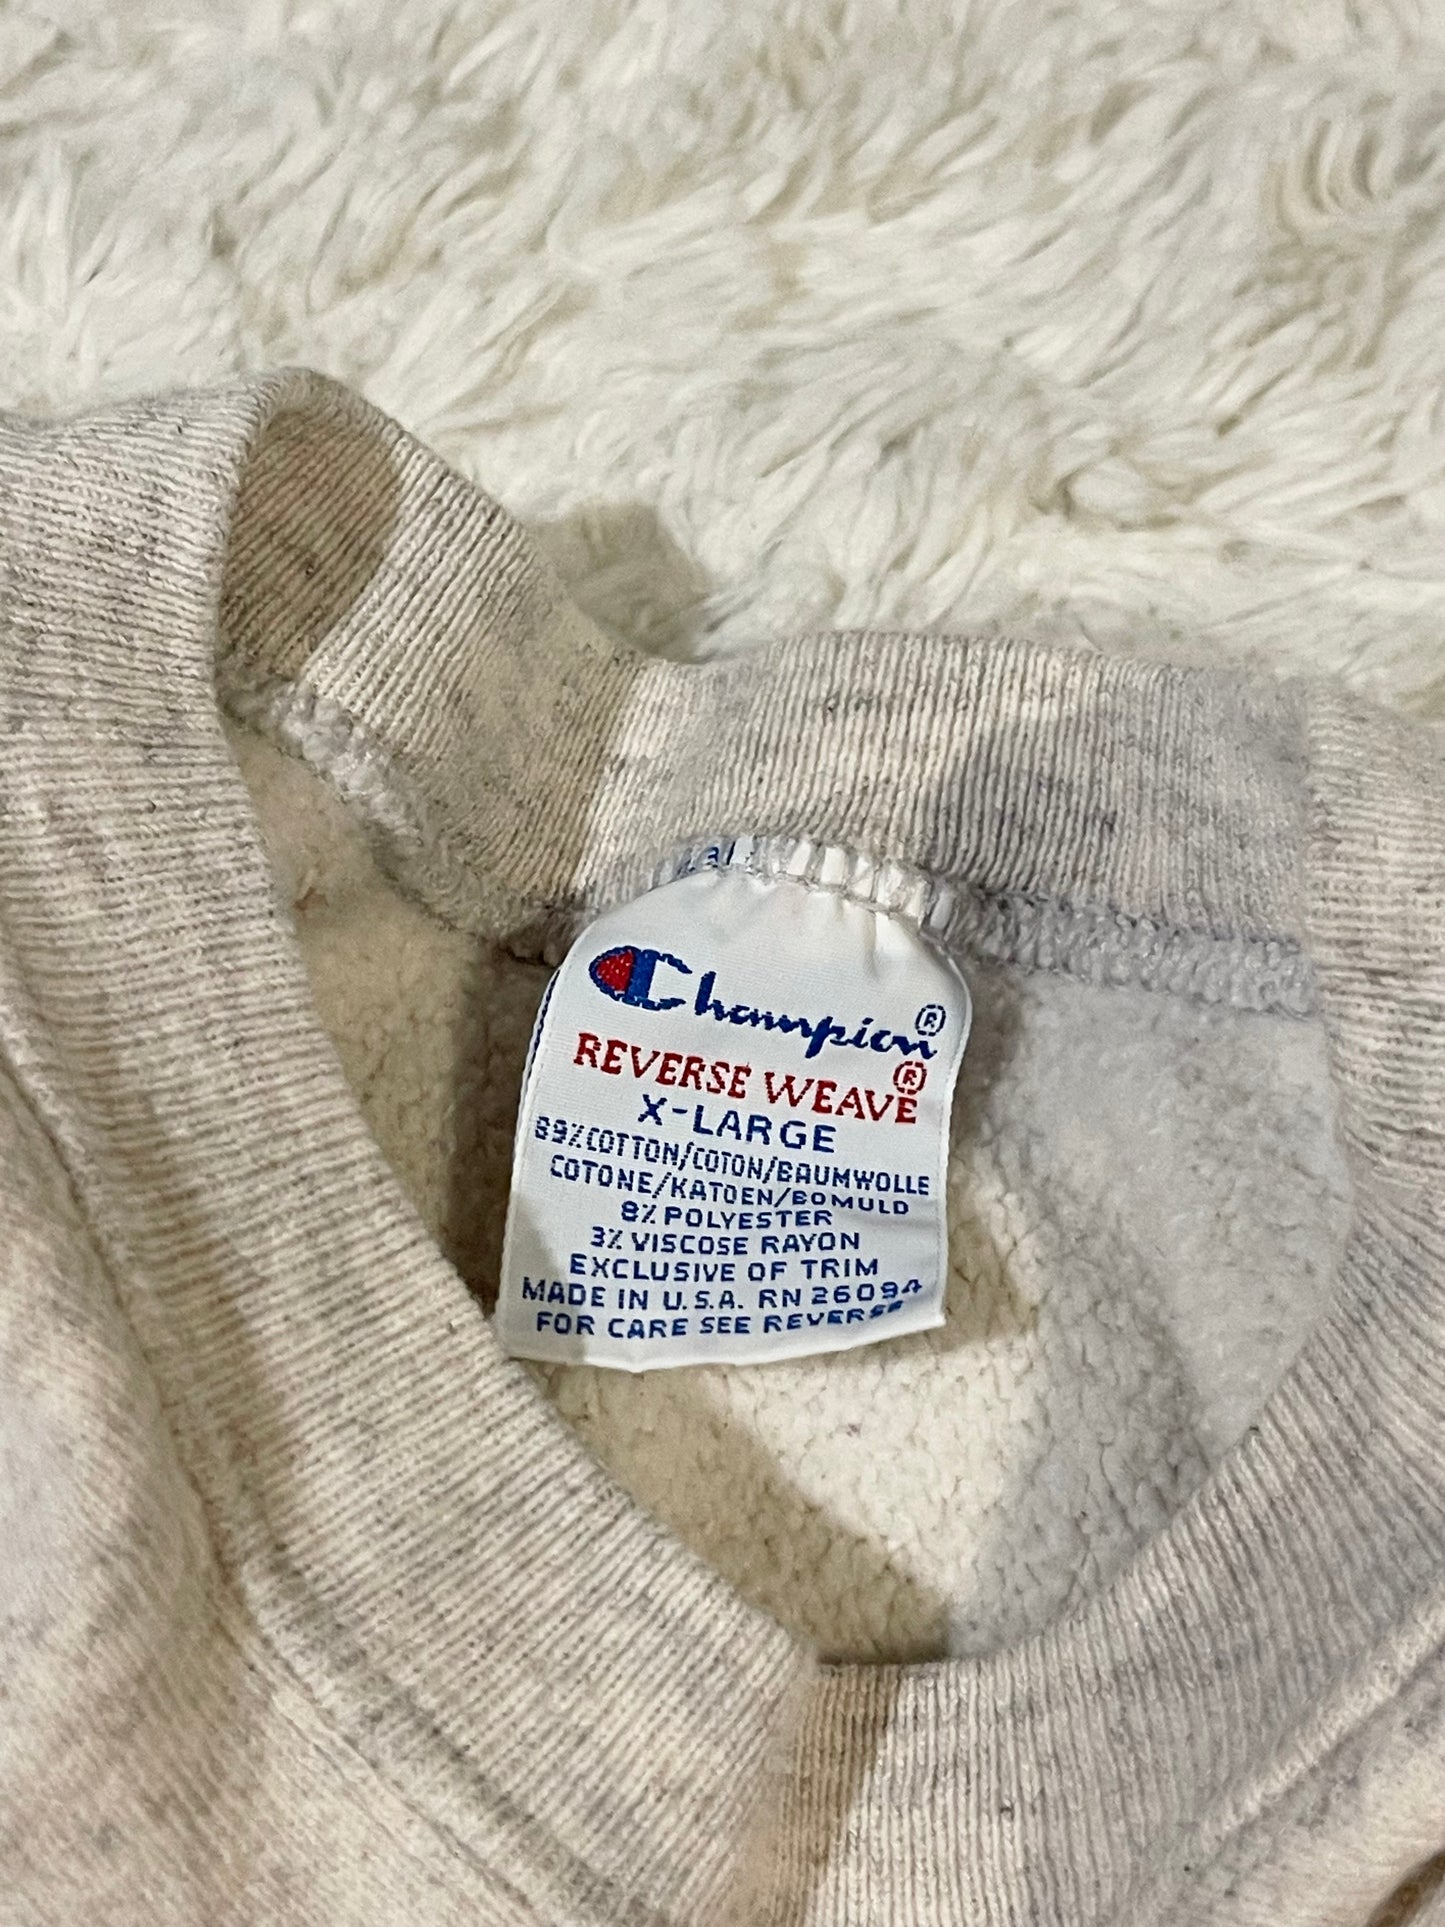 Champion®
REVERSE WEAVE®
X-LARGE
89% COTTON/COTON/BAUMWOLLE
COTONE/KATOEN/BOMULD
8% POLYESTER
3% VISCOSE RAYON
EXCLUSIVE OF TRIM
MADE IN U.S.A. RN 26094
FOR CARE SEE REVERSE